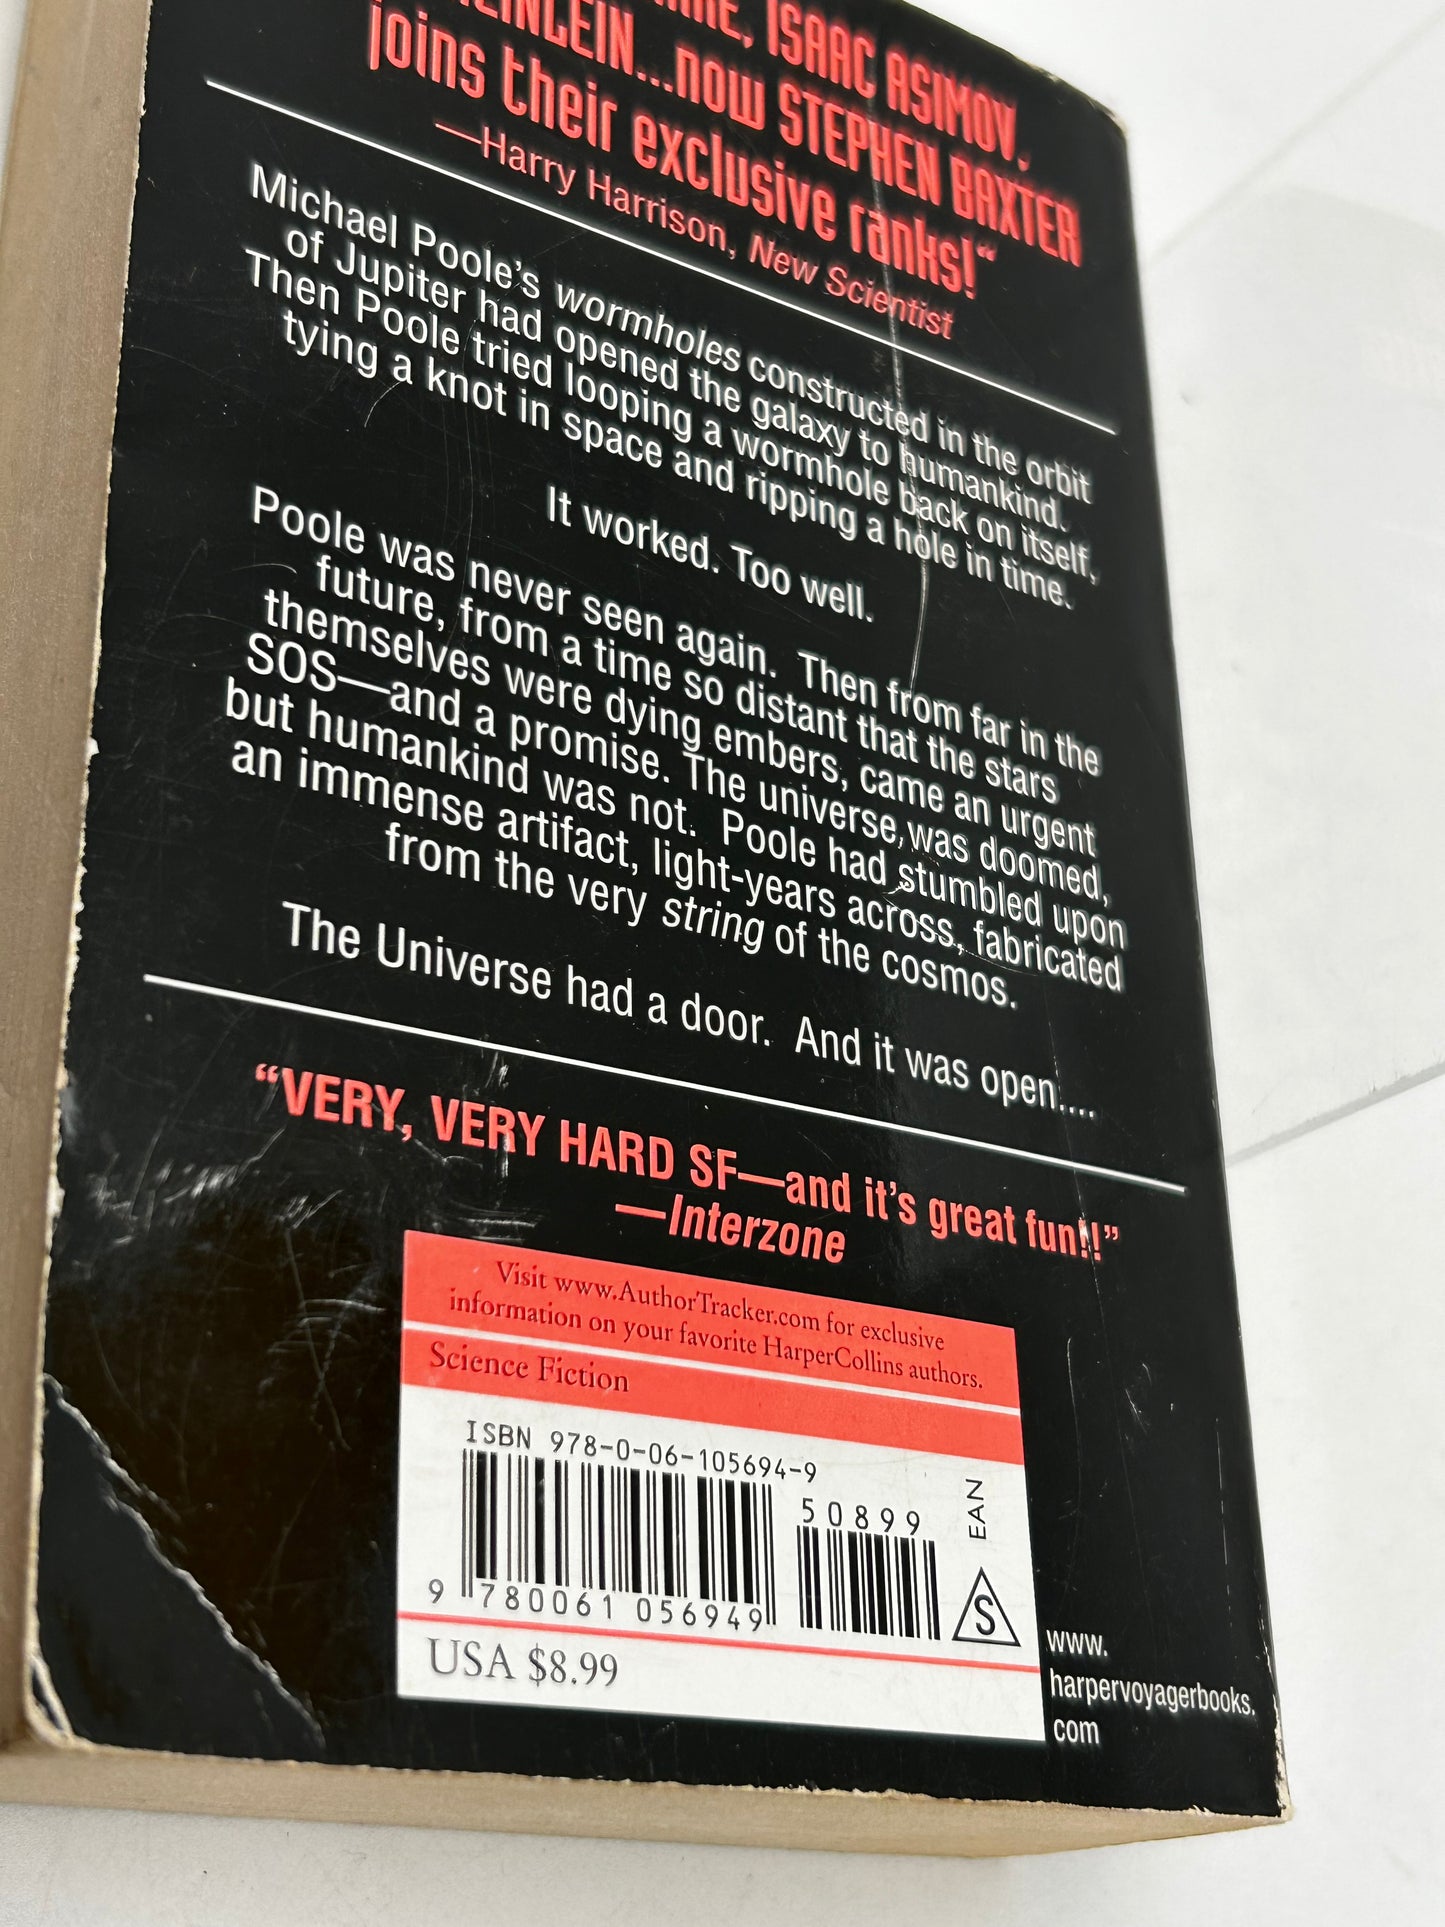 ISAAC ASIMOV,
HEINLEIN...now STEPHEN BAXTER
joins their exclusive ranks!"
—Harry Harrison, New Scientist
Michael Poole's wormholes constructed in the orbit
of Jupiter had opened the galaxy to humankind.
Then Poole tried looping a wormhole back on itself,
tying a knot in space and ripping a hole in time.
It worked. Too well.
Poole was never seen again. Then from far in the
future, from a time so distant that the stars
themselves were dying embers, came an urgent
SOS—and a promise. The universe, was doomed,
but humankind was not. Poole had stumbled upon
an immense artifact, light-years across, fabricated
from the very string of the cosmos.
The Universe had a door. And it was open....
"VERY, VERY HARD SF—and it's great fun!!"
—Interzone
Visit www.AuthorTracker.com for exclusive
information on your favorite HarperCollins authors.
Science Fiction
ISBN 978-0-06-105694-9
50899
EAN
9 780061 056949
S
USA $8.99
www.
harpervoyagerbooks.
com